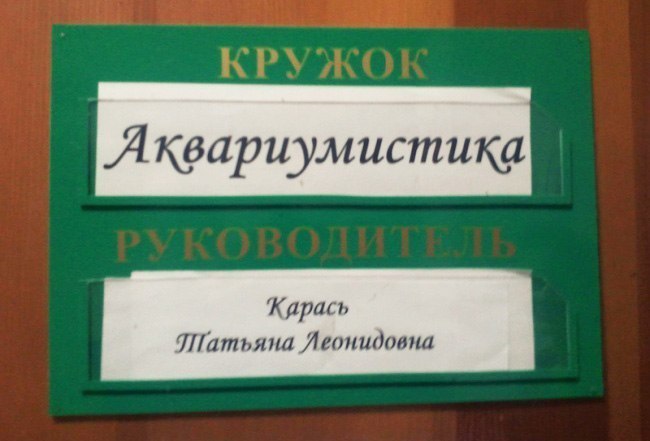 КРУЖОК
Аквариумистика
РУКОВОДИТЕЛЬ
Карась
Татьяна Леонидовна